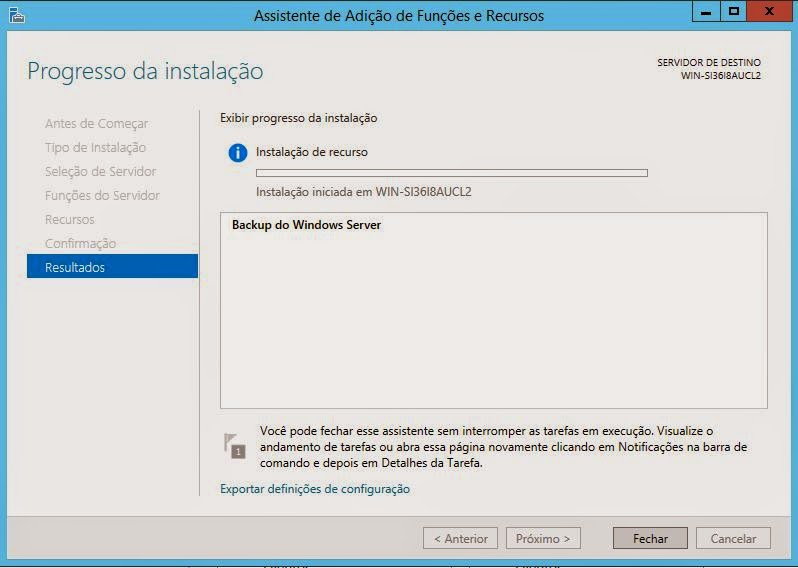 Assistente de Adição de Funções e Recursos
Progresso da instalação
SERVIDOR DE DESTINO
WIN-SI36I8AUCL2
Antes de Começar
Tipo de Instalação
Seleção de Servidor
Funções do Servidor
Recursos
Confirmação
Resultados
Exibir progresso da instalação
Instalação de recurso
Instalação iniciada em WIN-SI36I8AUCL2
Backup do Windows Server
1
Você pode fechar esse assistente sem interromper as tarefas em execução. Visualize o
andamento de tarefas ou abra essa página novamente clicando em Notificações na barra de
comando e depois em Detalhes da Tarefa.
Exportar definições de configuração
< Anterior
Próximo >
Fechar
Cancelar